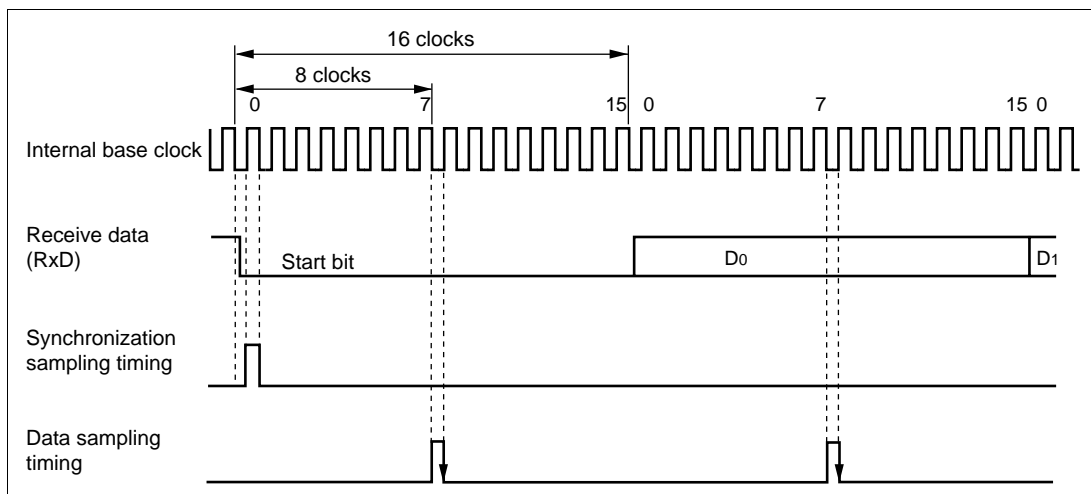 16 clocks
8 clocks
0 7 15 0 7 15 0
Internal base clock
Receive data
(RxD)
Start bit
D0
D1
Synchronization
sampling timing
Data sampling
timing